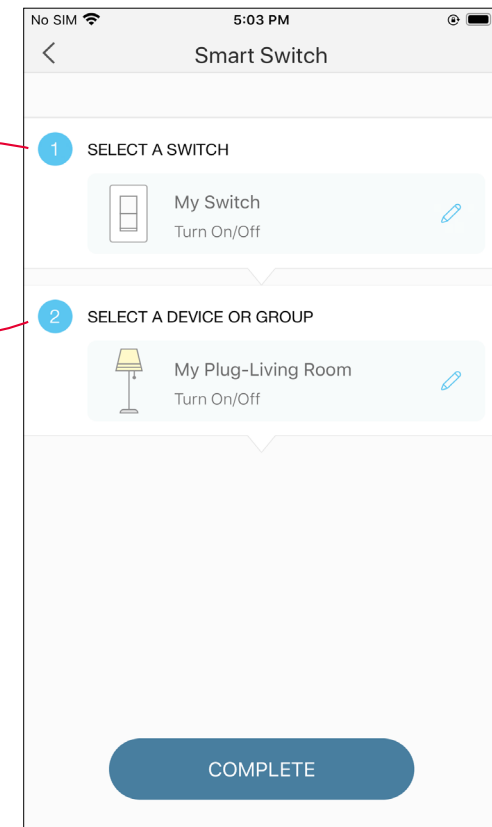 No SIM 5:03 PM
Smart Switch
1 SELECT A SWITCH
My Switch
Turn On/Off
2 SELECT A DEVICE OR GROUP
My Plug-Living Room
Turn On/Off
COMPLETE